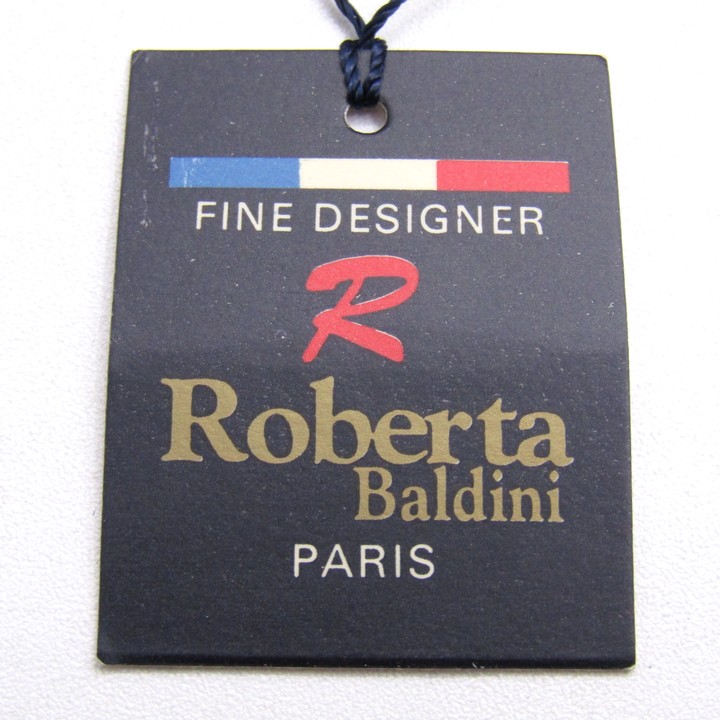 FINE DESIGNER
R
Roberta
Baldini
PARIS